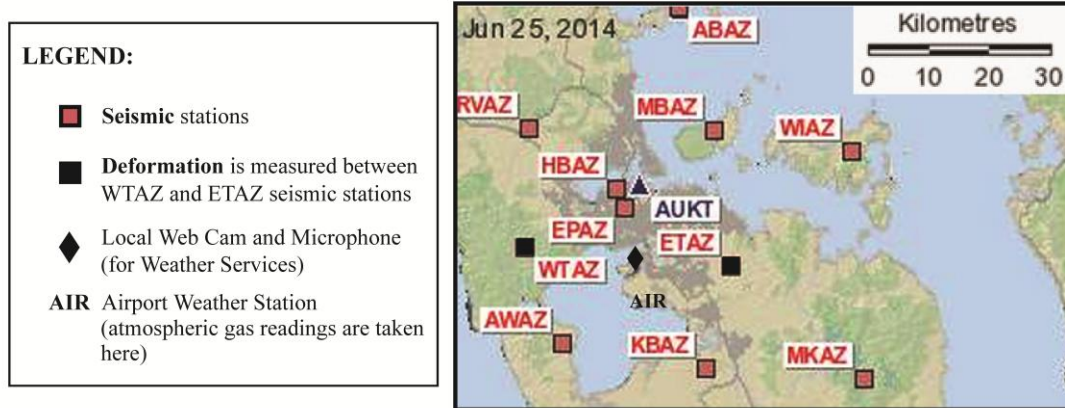 LEGEND:
Seismic stations
Deformation is measured between
WTAZ and ETAZ seismic stations
Local Web Cam and Microphone
(for Weather Services)
AIR Airport Weather Station
(atmospheric gas readings are taken
here)
Jun 25, 2014
ABAZ
Kilometres
0 10 20 30
RVAZ
MBAZ
WIAZ
HBAZ
AUKT
EPAZ
ETAZ
WTAZ
AIR
AWAZ
KBAZ
MKAZ